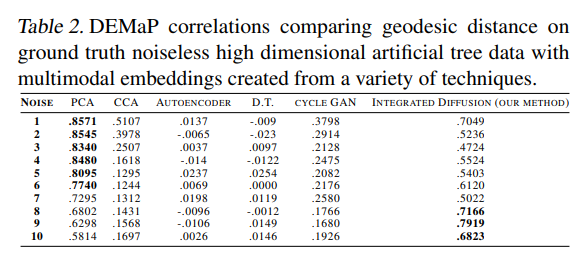 Table 2. DEMaP correlations comparing geodesic distance on
ground truth noiseless high dimensional artificial tree data with
multimodal embeddings created from a variety of techniques.
NOISE PCA CCA AUTOENCODER D.T. CYCLE GAN INTEGRATED DIFFUSION (OUR METHOD)
1 .8571 .5107 .0137 -.009 .3798 .7049
2 .8545 .3978 -.0065 -.023 .2914 .5236
3 .8340 .2507 .0037 .0097 .2128 .4724
4 .8480 .1618 -.014 -.0122 .2475 .5524
5 .8095 .1295 .0237 .0254 .2082 .5403
6 .7740 .1244 .0069 .0000 .2176 .6120
7 .7295 .1312 .0198 .0119 .2580 .5022
8 .6802 .1431 -.0096 -.0012 .1766 .7166
9 .6298 .1568 -.0106 .0149 .1680 .7919
10 .5814 .1697 .0026 .0146 .1926 .6823